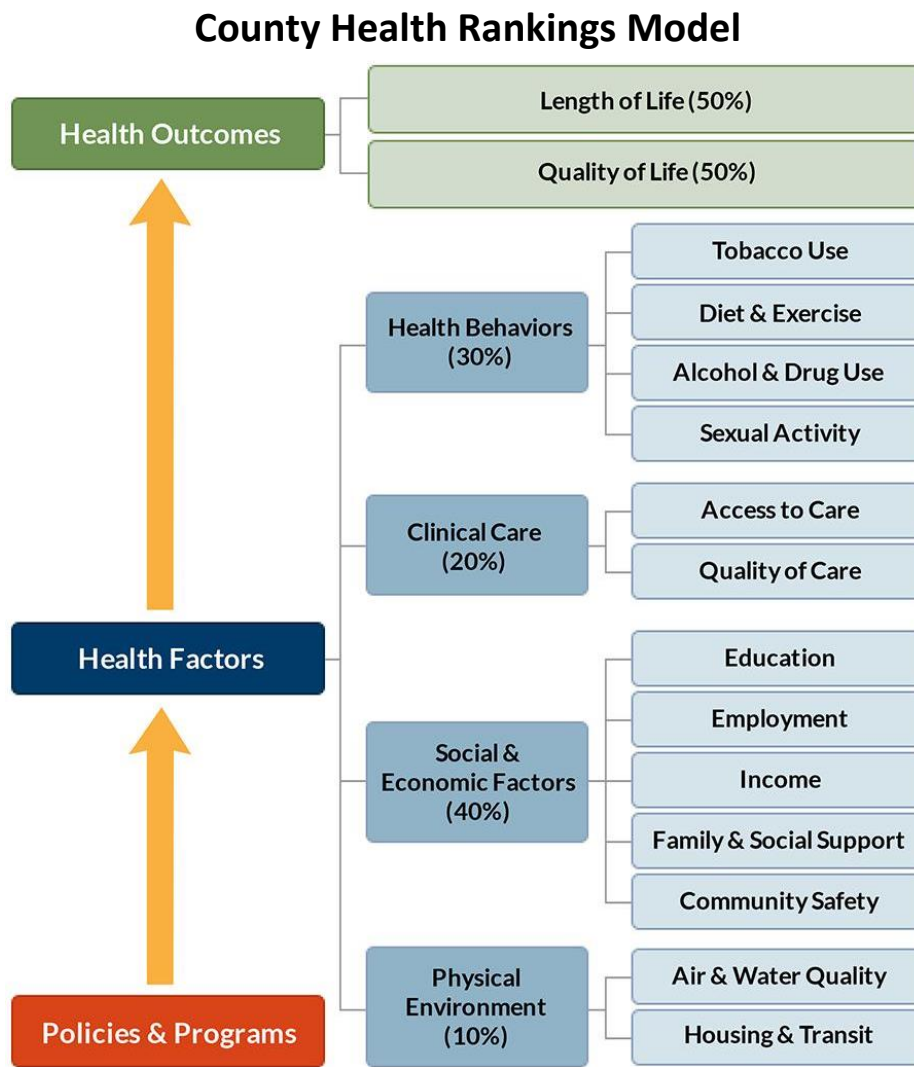 County Health Rankings Model
Health Outcomes
Length of Life (50%)
Quality of Life (50%)
Health Factors
Health Behaviors
(30%)
Tobacco Use
Diet & Exercise
Alcohol & Drug Use
Sexual Activity
Clinical Care
(20%)
Access to Care
Quality of Care
Social &
Economic Factors
(40%)
Education
Employment
Income
Family & Social Support
Community Safety
Physical
Environment
(10%)
Air & Water Quality
Housing & Transit
Policies & Programs